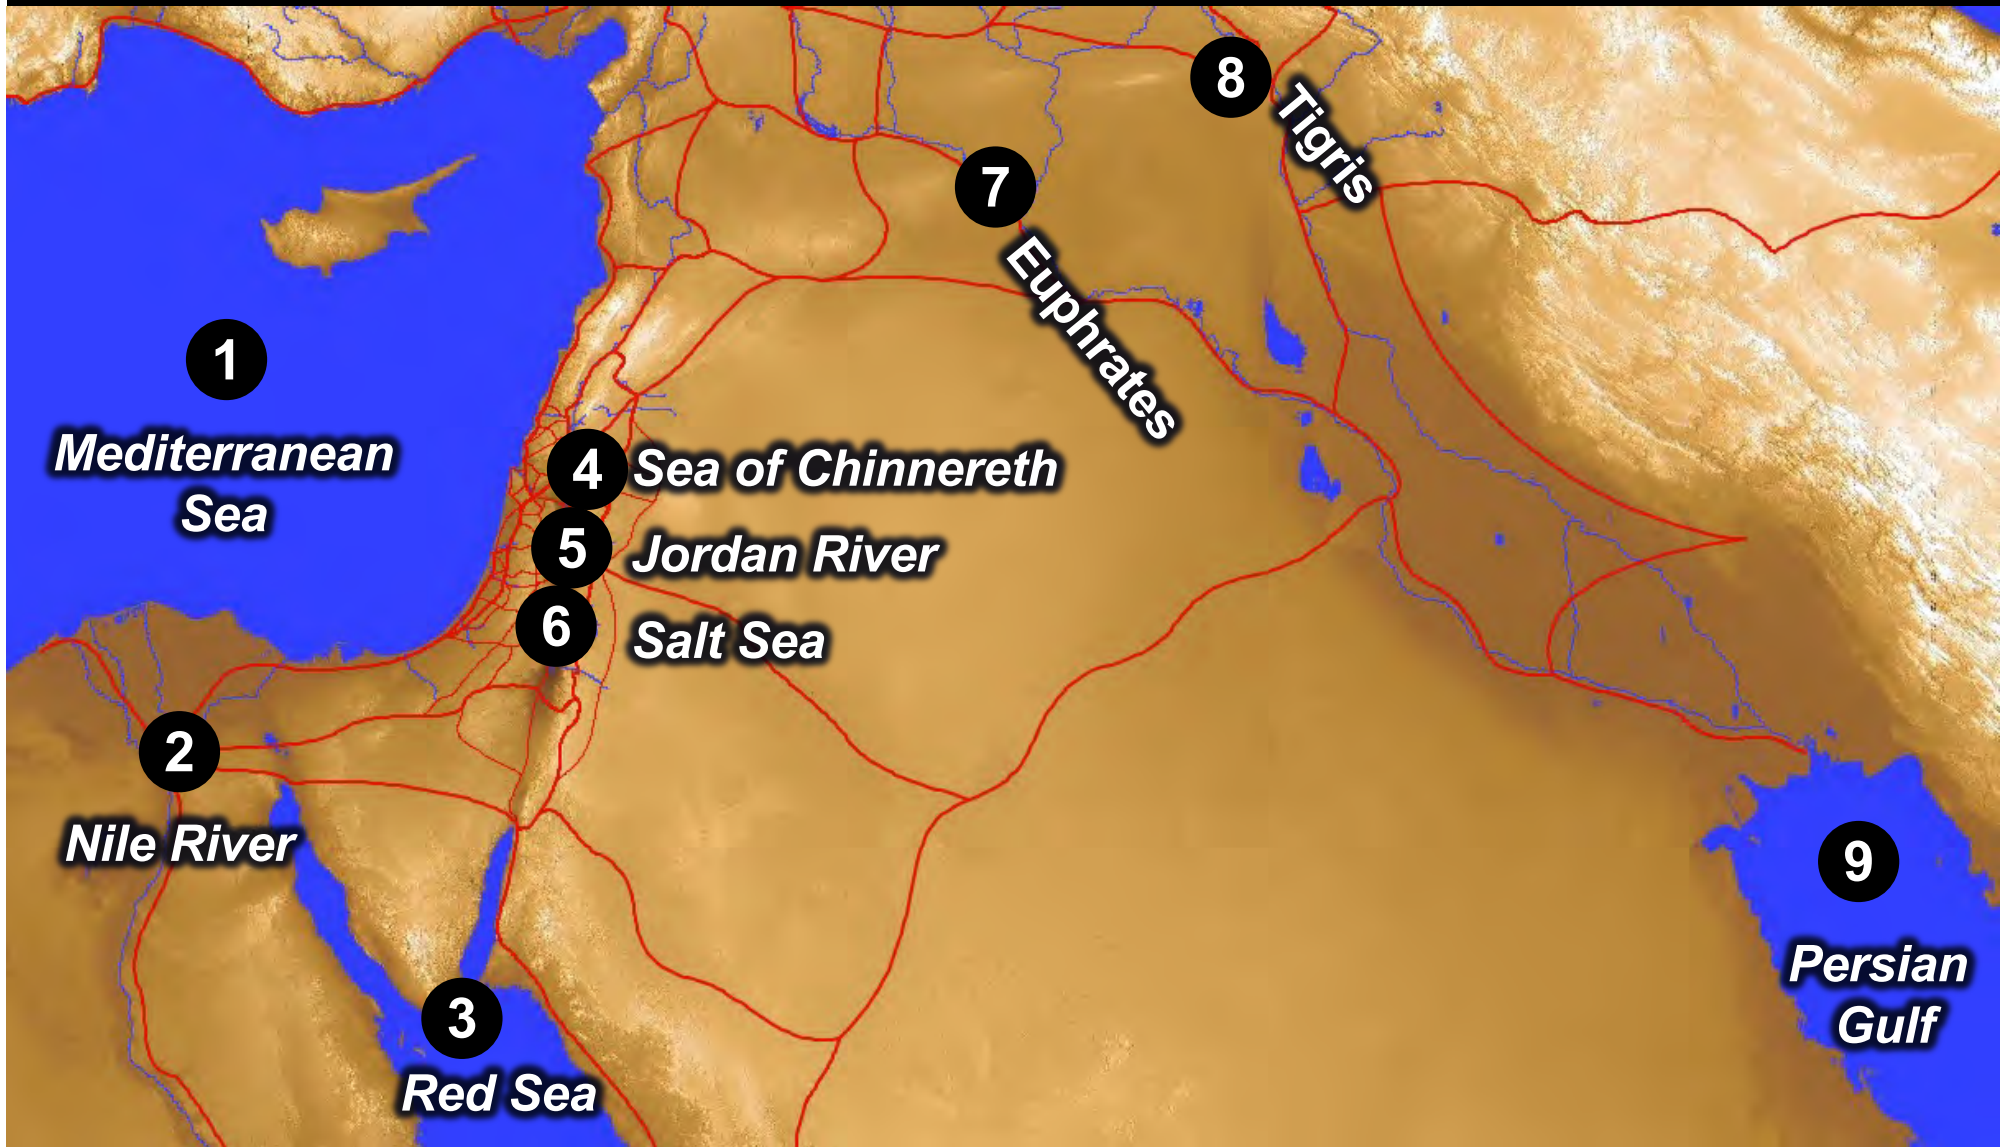 8
Tigris
7
Euphrates
1
Mediterranean
Sea
4
Sea of Chinnereth
5
Jordan River
6
Salt Sea
2
Nile River
9
Persian
Gulf
3
Red Sea